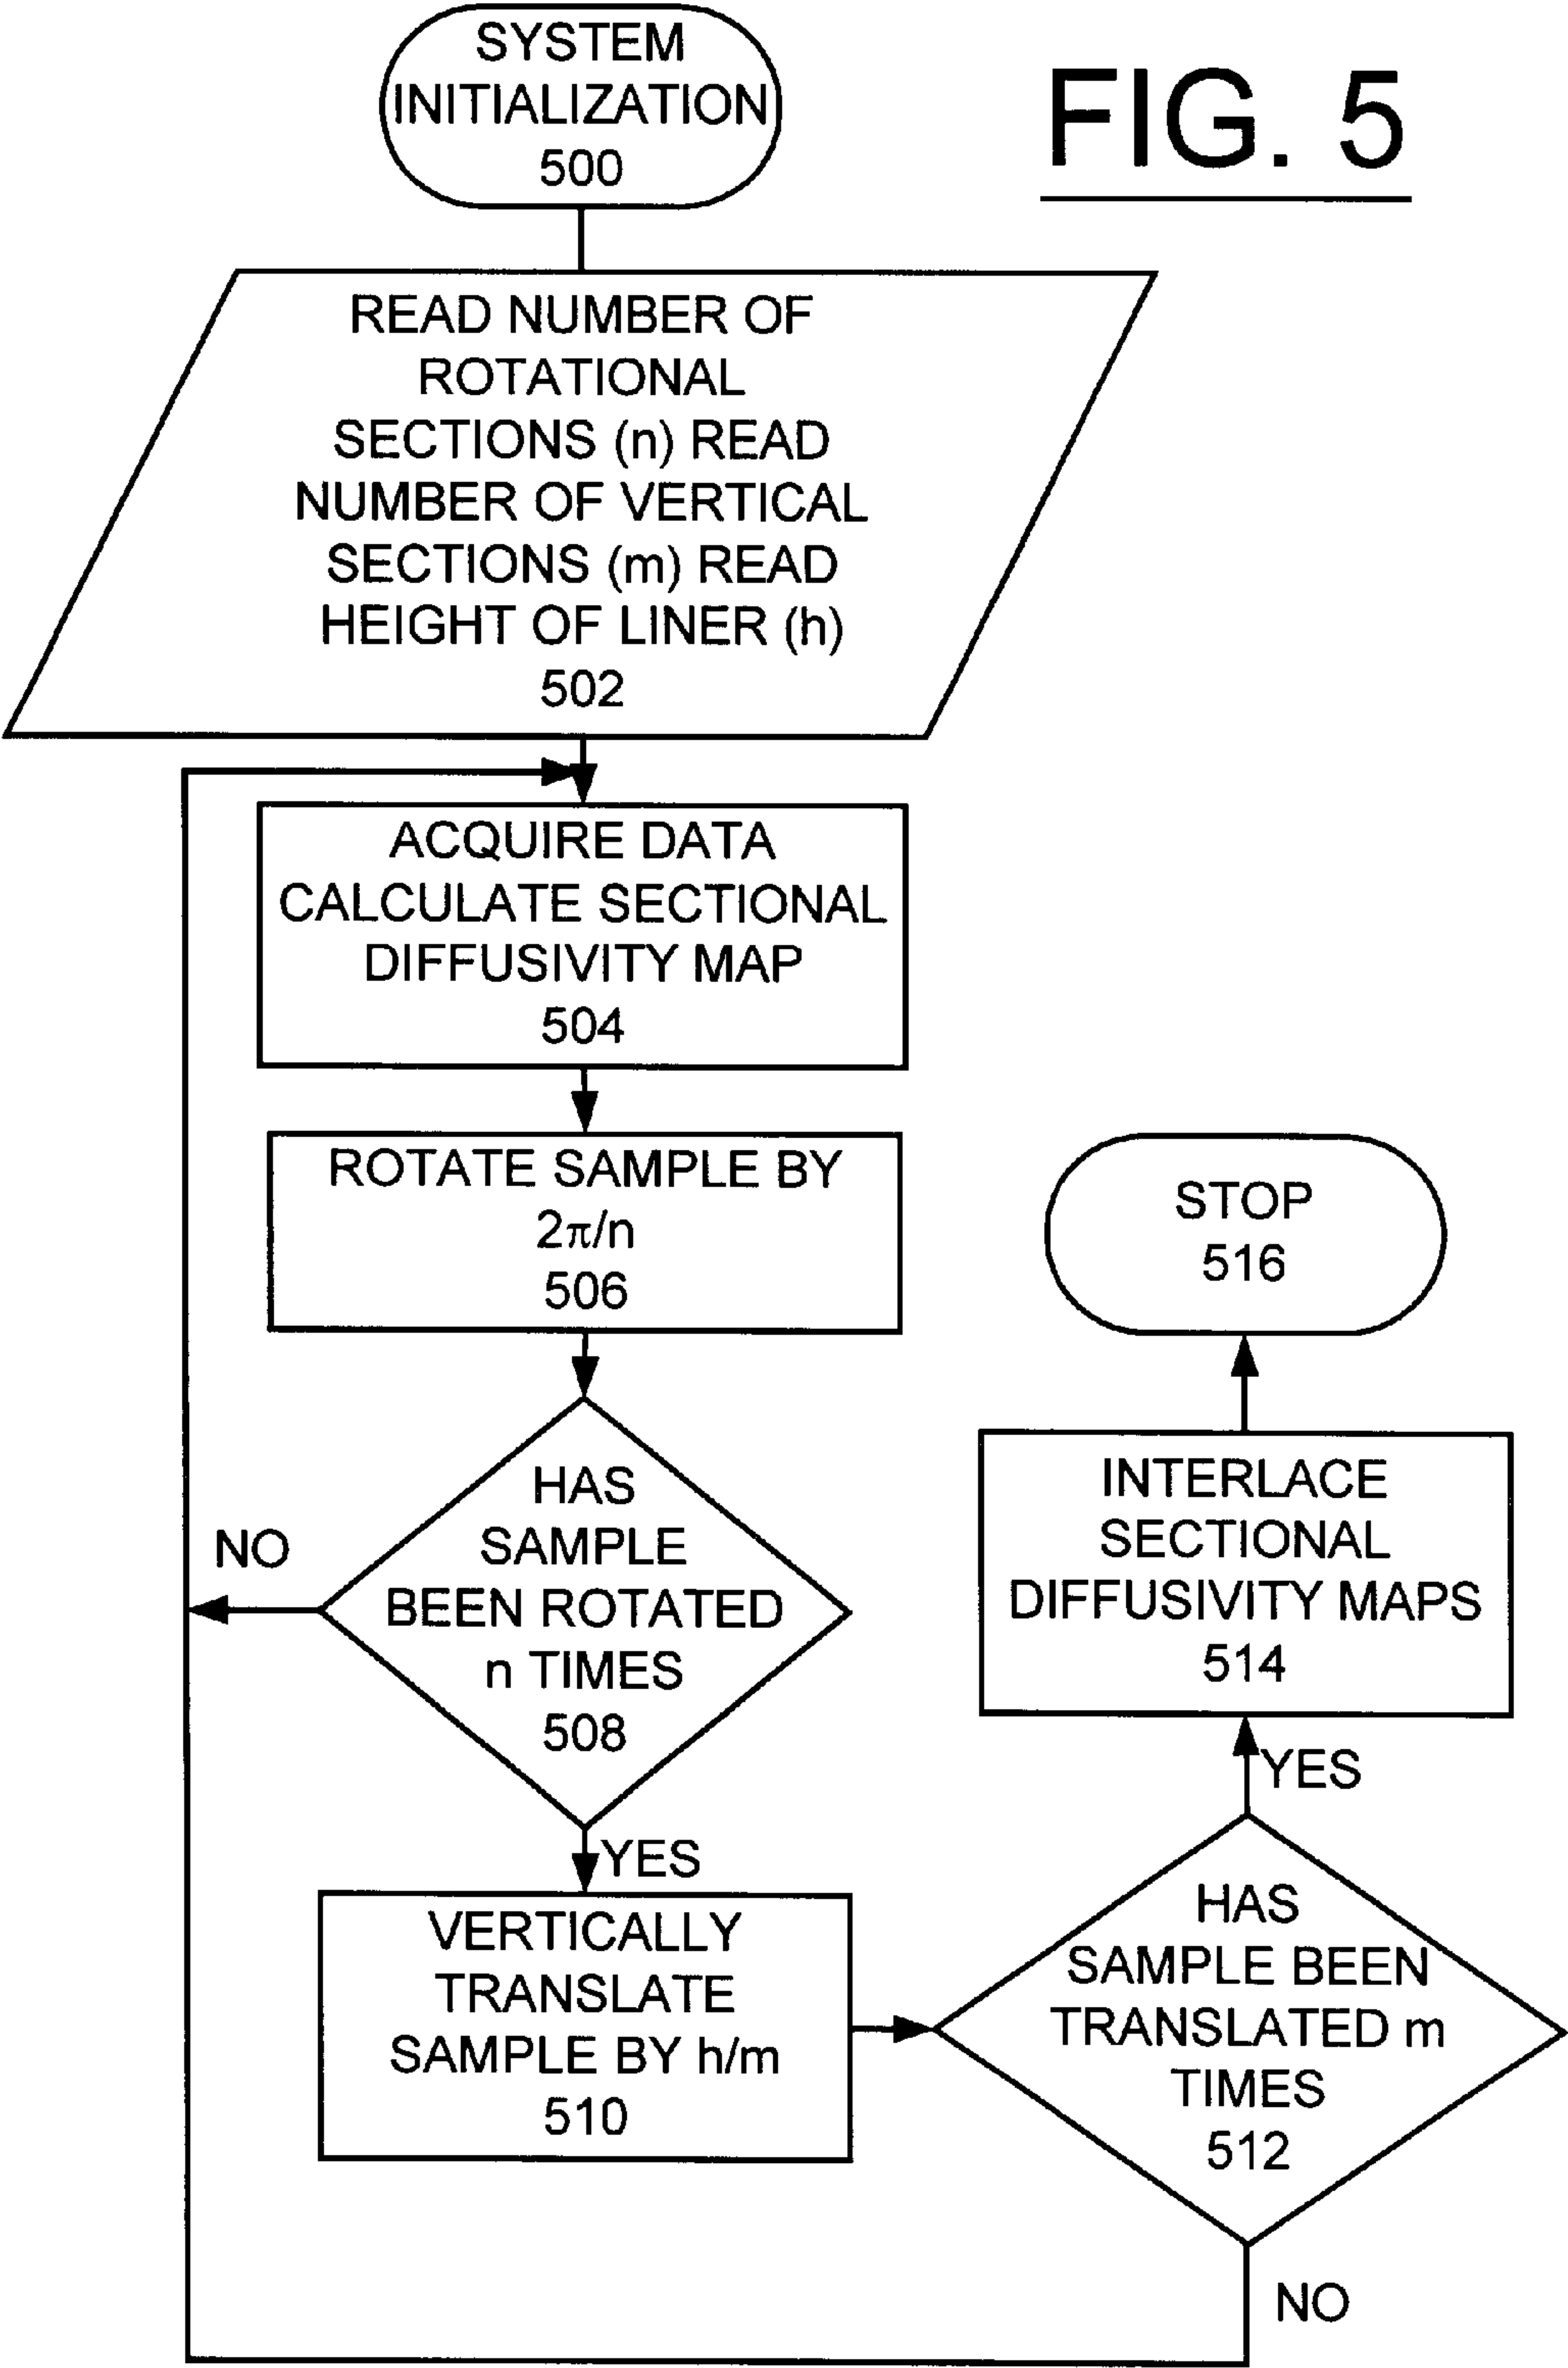 SYSTEM
INITIALIZATION
500
FIG. 5
READ NUMBER OF
ROTATIONAL
SECTIONS (n) READ
NUMBER OF VERTICAL
SECTIONS (m) READ
HEIGHT OF LINER (h)
502
ACQUIRE DATA
CALCULATE SECTIONAL
DIFFUSIVITY MAP
504
ROTATE SAMPLE BY
2π/n
506
HAS
SAMPLE
BEEN ROTATED
n TIMES
508
NO
YES
VERTICALLY
TRANSLATE
SAMPLE BY h/m
510
HAS
SAMPLE BEEN
TRANSLATED m
TIMES
512
NO
YES
INTERLACE
SECTIONAL
DIFFUSIVITY MAPS
514
STOP
516